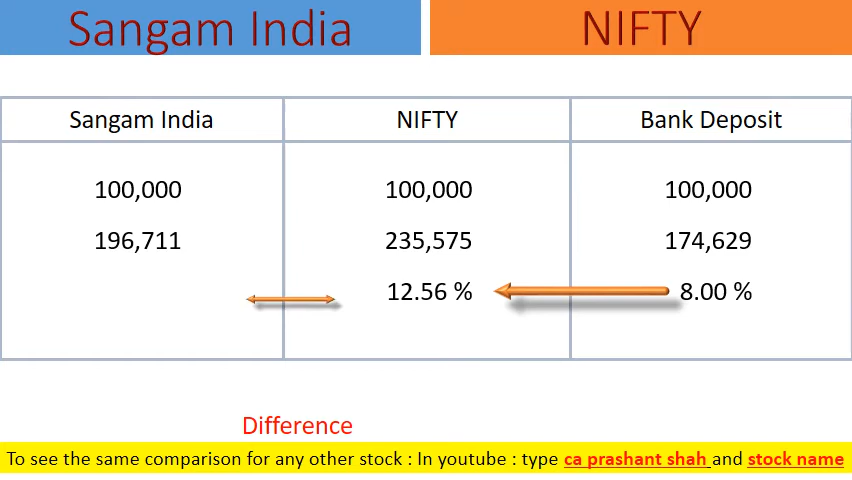 Sangam India NIFTY
Sangam India NIFTY Bank Deposit
100,000 100,000 100,000
196,711 235,575 174,629
12.56 % 8.00 %
Difference
To see the same comparison for any other stock : In youtube : type ca prashant shah and stock name